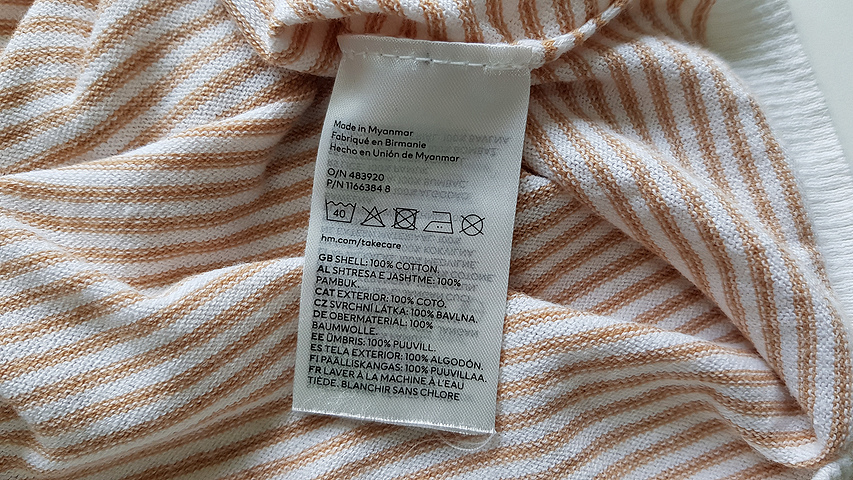 Made in Myanmar
Fabriqué en Birmanie
Hecho en Unión de Myanmar
O/N 483920
P/N 1166384 8
40
hm.com/takecare
GB SHELL: 100% COTTON.
AL SHTRESA E JASHTME: 100%
PAMBUK.
CAT EXTERIOR: 100% COTÓ.
CZ SVRCHNÍ LÁTKA: 100% BAVLNA.
DE OBERMATERIAL: 100%
BAUMWOLLE.
EE ÜMBRIS: 100% PUUVILL.
ES TELA EXTERIOR: 100% ALGODÓN.
FI PÄÄLLISKANGAS: 100% PUUVILLAA.
FR LAVER À LA MACHINE À L'EAU
TIÈDE. BLANCHIR SANS CHLORE